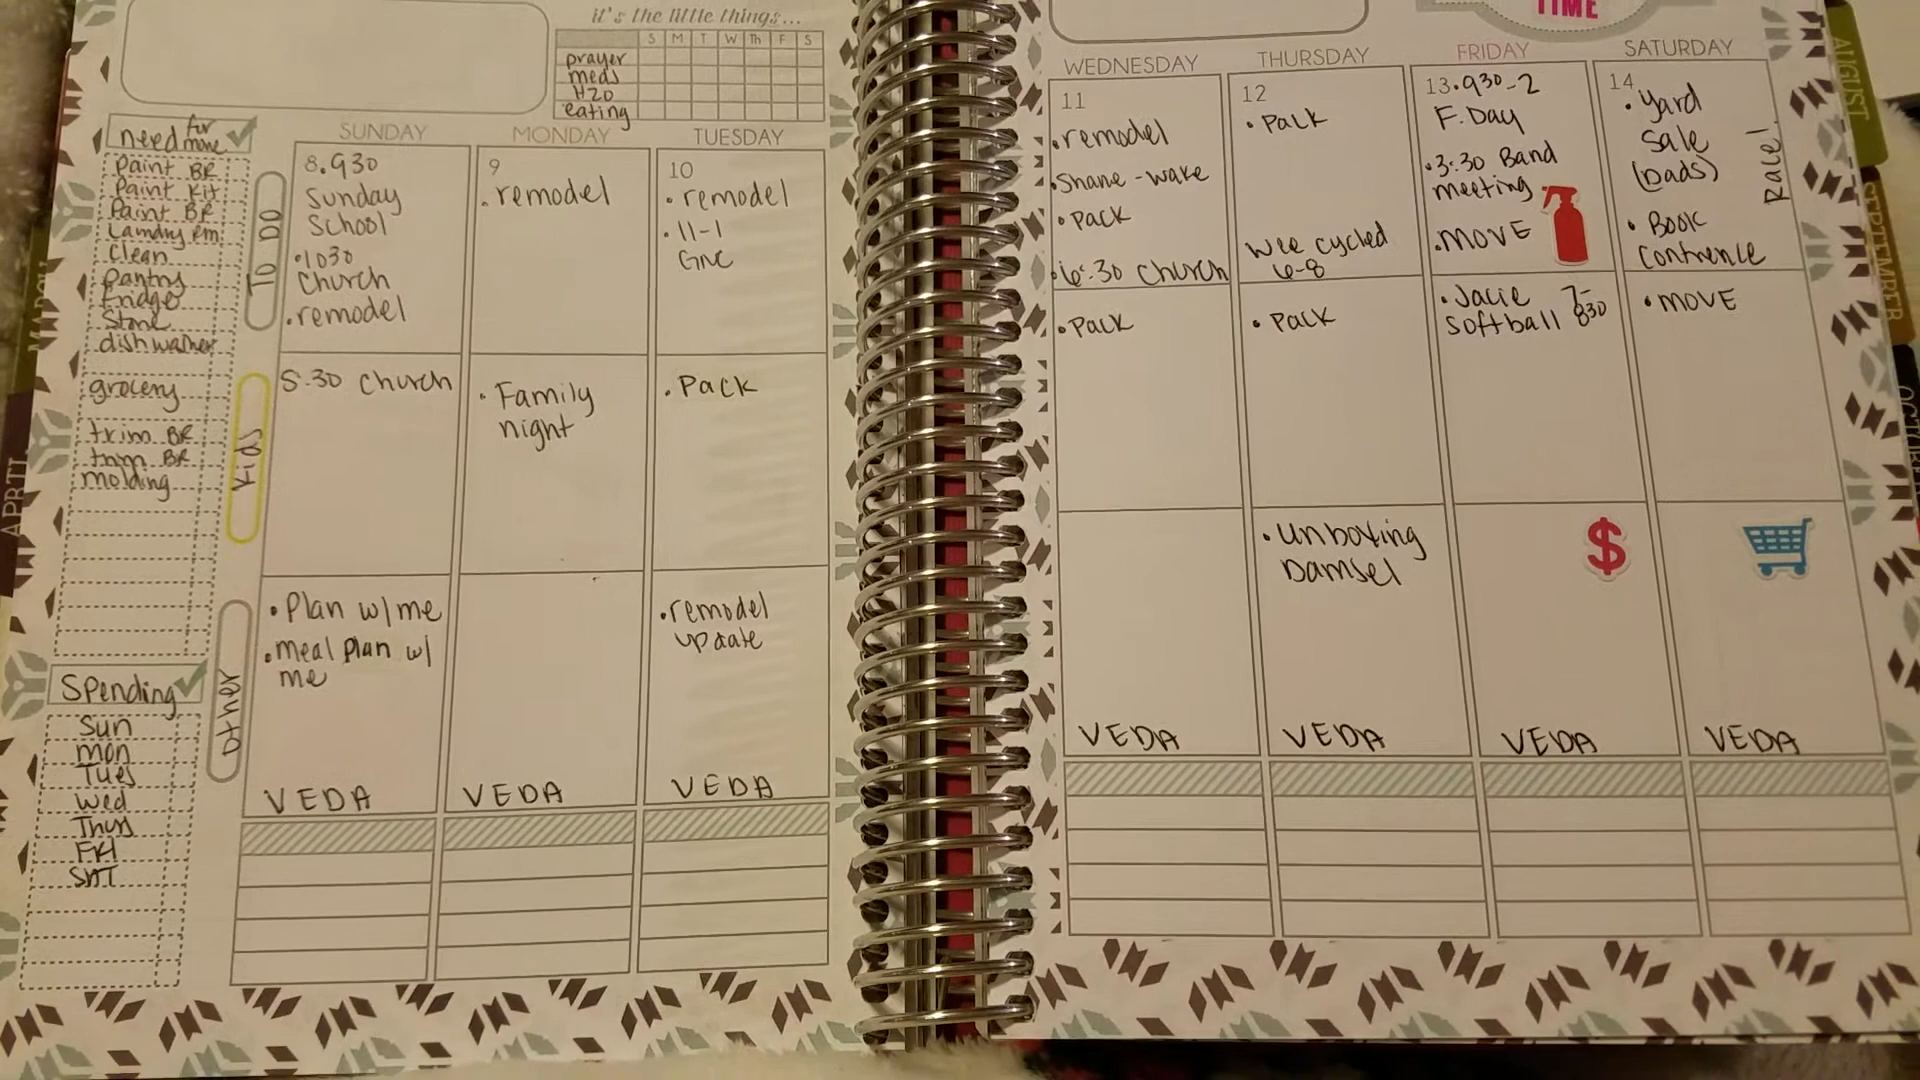 it's the little things...
S M T W Th F S
prayer
meds
H2O
eating
need for move
Paint BR
Paint Kit
Paint BR
Laundry rm
Clean
Pantry
fridge
Stove
dishwasher
grocery
trim BR
trim BR
molding
Spending
Sun
mon
Tues
Wed
Thurs
FRI
SAT
TO DO
Kids
other
SUNDAY
8 • 930
Sunday
School
• 1030
Church
• remodel
5:30 Church
• Plan w/ me
• meal plan w/
me
VEDA
MONDAY
9
• remodel
• Family
night
VEDA
TUESDAY
10
• remodel
• 11-1
GNC
• Pack
• remodel
update
VEDA
TIME
WEDNESDAY
11
• remodel
• Shane - wake
• Pack
• 6:30 Church
• Pack
VEDA
THURSDAY
12
• Pack
wee cycled
6-8
• Pack
• Unboxing
Damsel
VEDA
FRIDAY
13 • 930-2
F. Day
• 3:30 Band
meeting
• MOVE
• Jacie 7-
softball 830
$
VEDA
SATURDAY
14
• Yard
Sale
(Dads)
• Book
Confrence
• MOVE
VEDA
APRIL
AUGUST
SEPTEMBER